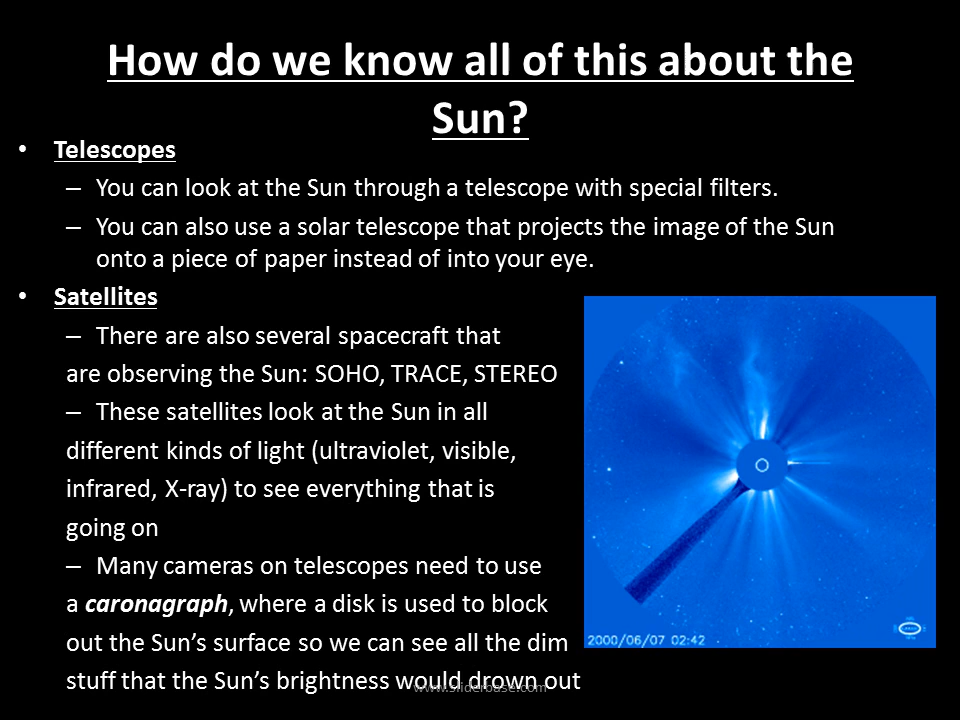 How do we know all of this about the
Sun?
• Telescopes
– You can look at the Sun through a telescope with special filters.
– You can also use a solar telescope that projects the image of the Sun
onto a piece of paper instead of into your eye.
• Satellites
– There are also several spacecraft that
are observing the Sun: SOHO, TRACE, STEREO
– These satellites look at the Sun in all
different kinds of light (ultraviolet, visible,
infrared, X-ray) to see everything that is
going on
– Many cameras on telescopes need to use
a caronagraph, where a disk is used to block
out the Sun's surface so we can see all the dim
stuff that the Sun's brightness would drown out
2000/06/07 02:42
www.sliderbase.com